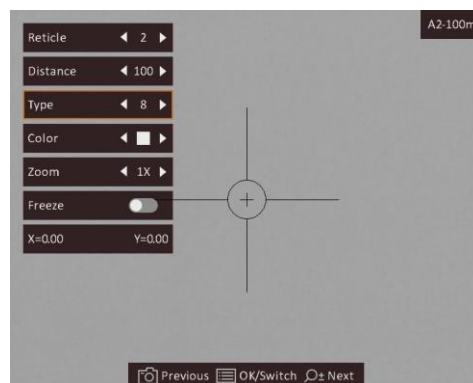 A2-100m
Reticle 2
Distance 100
Type 8
Color
Zoom 1X
Freeze
X=0.00 Y=0.00
Previous OK/Switch Next